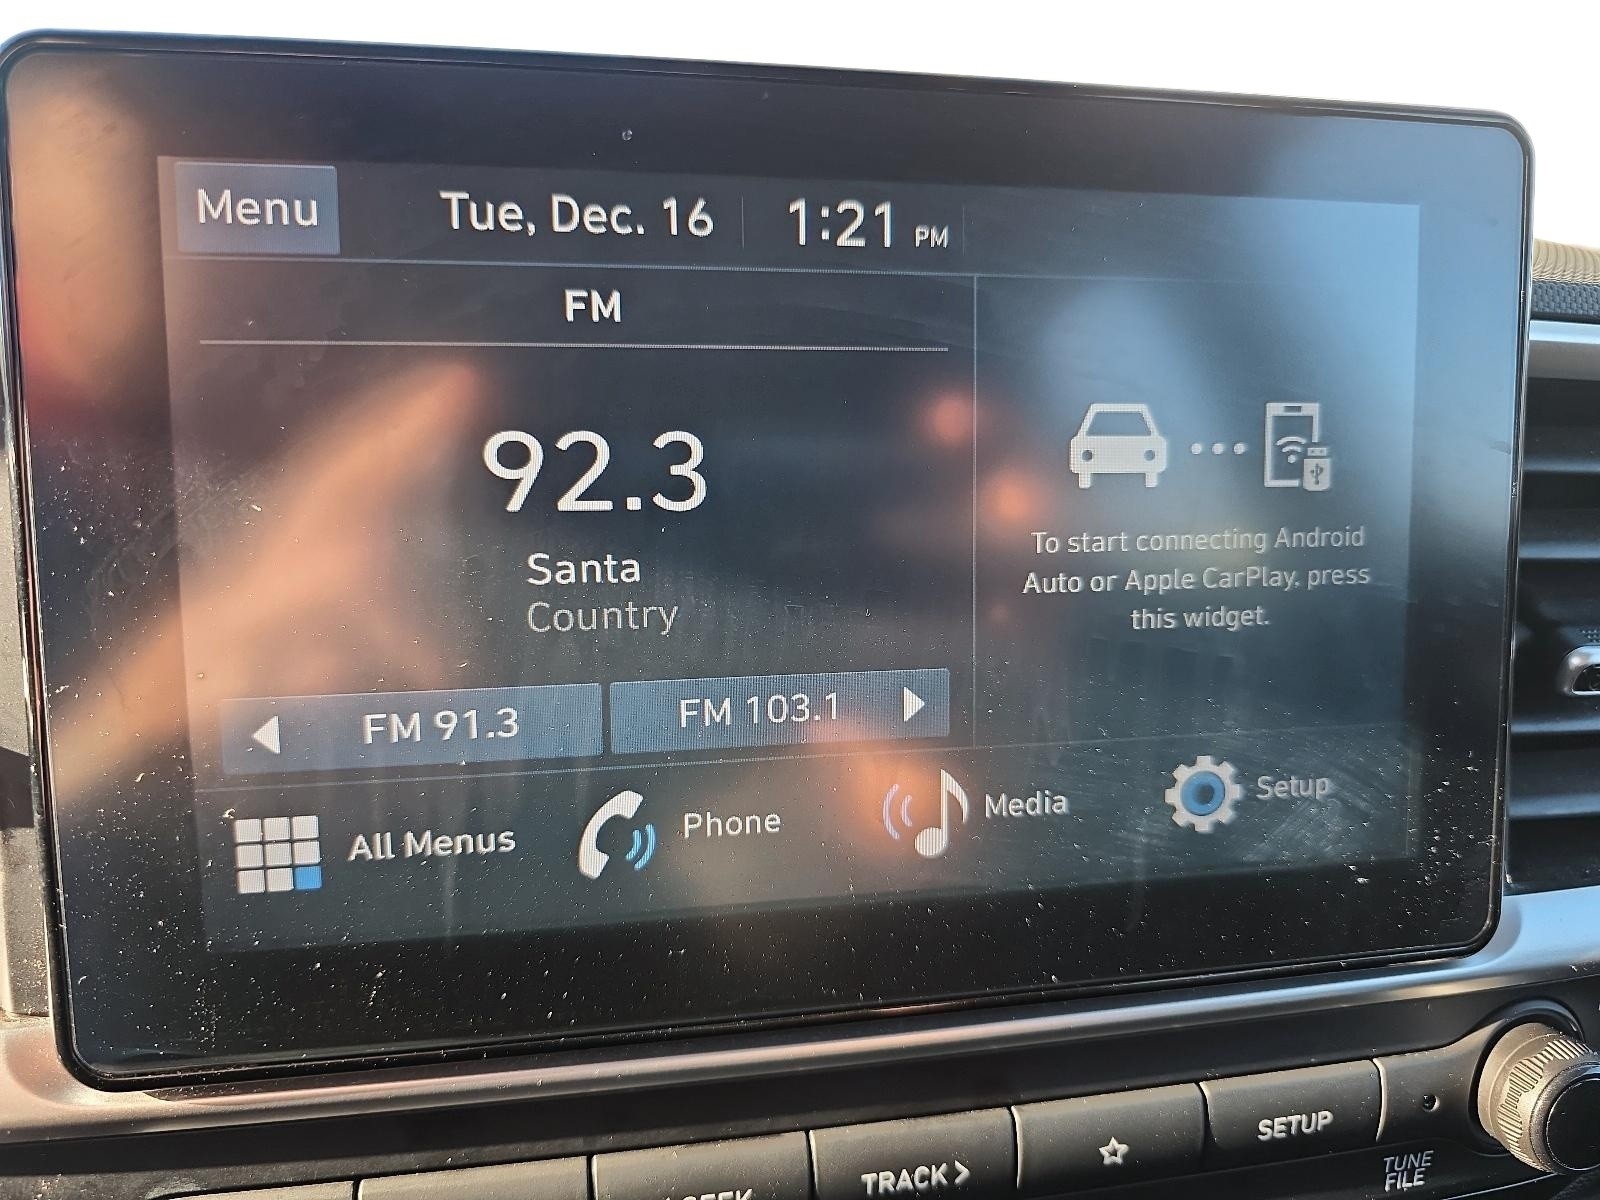 Menu
Tue, Dec. 16
1:21 PM
FM
92.3
Santa
Country
To start connecting Android
Auto or Apple CarPlay, press
this widget.
FM 91.3
FM 103.1
All Menus
Phone
Media
Setup
SEEK
TRACK >
SETUP
TUNE
FILE